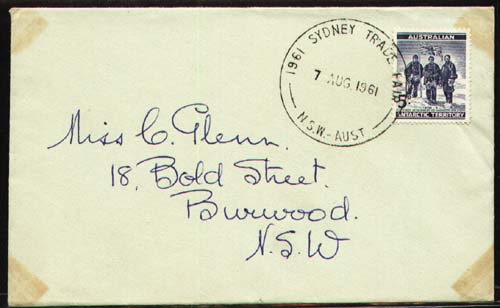 1961 SYDNEY TRADE FAIR
7 AUG. 1961
N.S.W.-AUST
AUSTRALIAN
5
ANTARCTIC TERRITORY
Miss C. Glenn.
18, Bold Street.
Burwood.
N.S.W